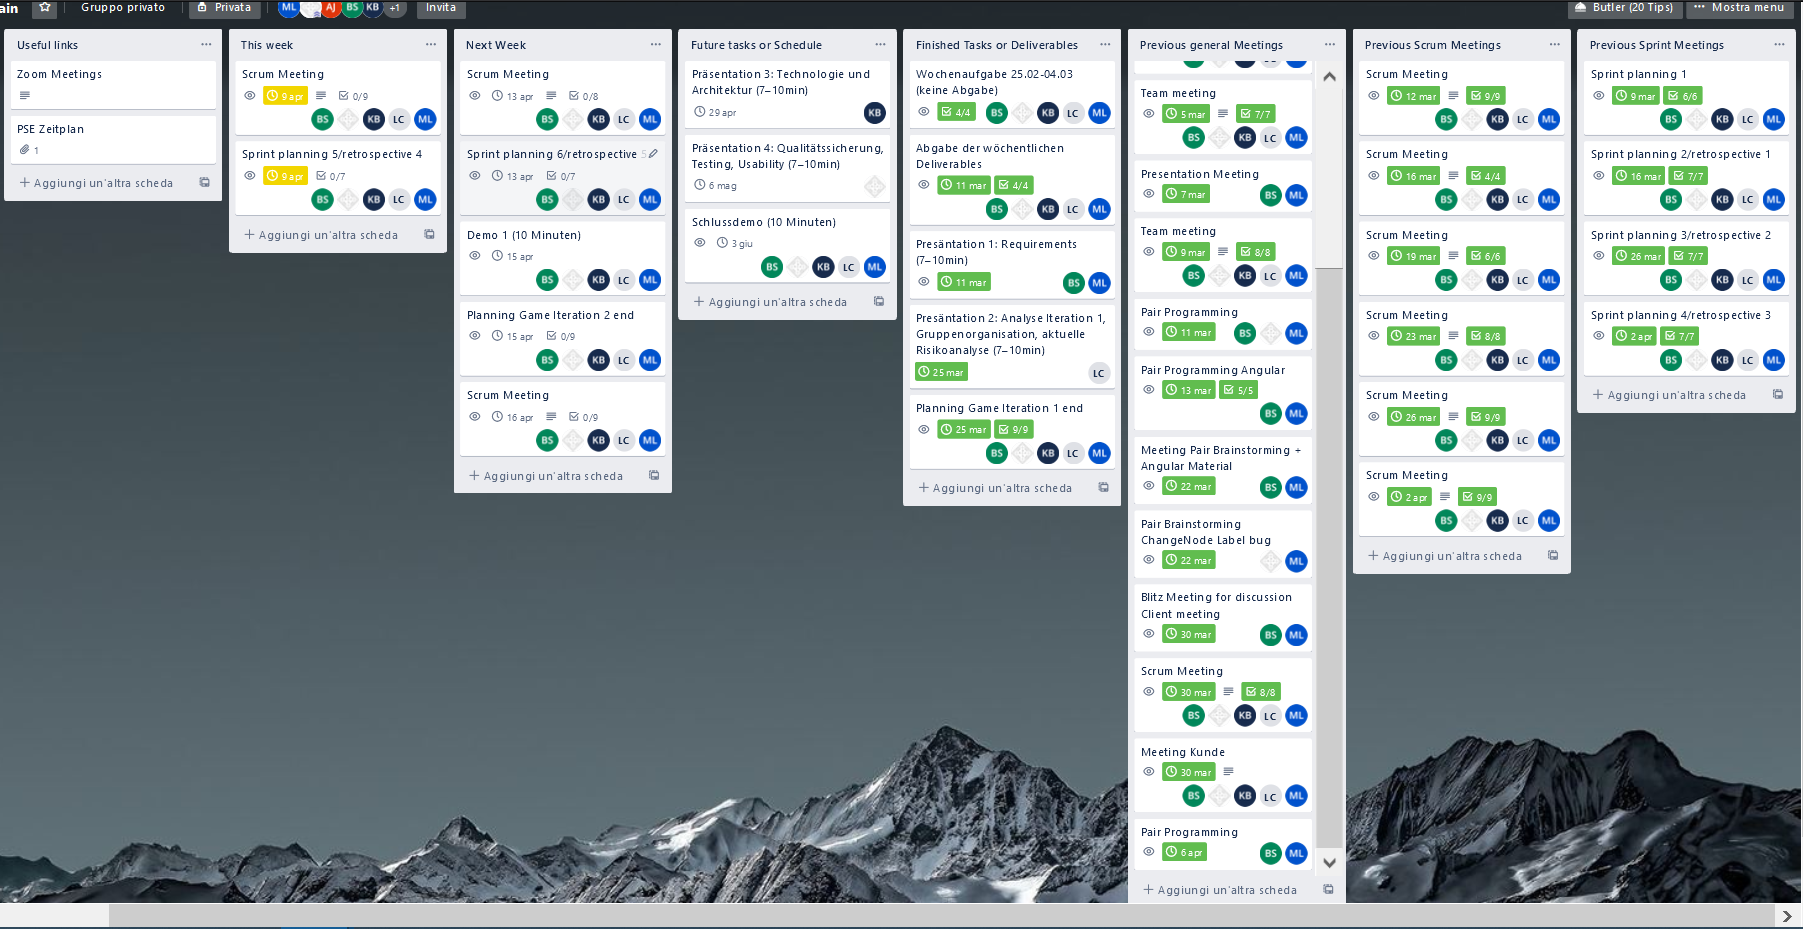 ain
Gruppo privato
Privata
ML
AJ
BS
KB
+1
Invita
Butler (20 Tips)
Mostra menu
Useful links
Zoom Meetings
PSE Zeitplan
1
Aggiungi un'altra scheda
This week
Scrum Meeting
9 apr 0/9
BS KB LC ML
Sprint planning 5/retrospective 4
9 apr 0/7
BS KB LC ML
Aggiungi un'altra scheda
Next Week
Scrum Meeting
13 apr 0/8
BS KB LC ML
Sprint planning 6/retrospective 5
13 apr 0/7
BS KB LC ML
Demo 1 (10 Minuten)
15 apr
BS KB LC ML
Planning Game Iteration 2 end
15 apr 0/9
BS KB LC ML
Scrum Meeting
16 apr 0/9
BS KB LC ML
Aggiungi un'altra scheda
Future tasks or Schedule
Präsentation 3: Technologie und
Architektur (7–10min)
29 apr KB
Präsentation 4: Qualitätssicherung,
Testing, Usability (7–10min)
6 mag
Schlussdemo (10 Minuten)
3 giu
BS KB LC ML
Aggiungi un'altra scheda
Finished Tasks or Deliverables
Wochenaufgabe 25.02-04.03
(keine Abgabe)
4/4 BS KB LC ML
Abgabe der wöchentlichen
Deliverables
11 mar 4/4
BS KB LC ML
Presäntation 1: Requirements
(7–10min)
11 mar BS ML
Presäntation 2: Analyse Iteration 1,
Gruppenorganisation, aktuelle
Risikoanalyse (7–10min)
25 mar LC
Planning Game Iteration 1 end
25 mar 9/9
BS KB LC ML
Aggiungi un'altra scheda
Previous general Meetings
Team meeting
5 mar 7/7
BS KB LC ML
Presentation Meeting
7 mar BS ML
Team meeting
9 mar 8/8
BS KB LC ML
Pair Programming
11 mar BS ML
Pair Programming Angular
13 mar 5/5
BS ML
Meeting Pair Brainstorming +
Angular Material
22 mar BS ML
Pair Brainstorming
ChangeNode Label bug
22 mar ML
Blitz Meeting for discussion
Client meeting
30 mar BS ML
Scrum Meeting
30 mar 8/8
BS KB LC ML
Meeting Kunde
30 mar
BS KB LC ML
Pair Programming
6 apr BS ML
Aggiungi un'altra scheda
Previous Scrum Meetings
Scrum Meeting
12 mar 9/9
BS KB LC ML
Scrum Meeting
16 mar 4/4
BS KB LC ML
Scrum Meeting
19 mar 6/6
BS KB LC ML
Scrum Meeting
23 mar 8/8
BS KB LC ML
Scrum Meeting
26 mar 9/9
BS KB LC ML
Scrum Meeting
2 apr 9/9
BS KB LC ML
Aggiungi un'altra scheda
Previous Sprint Meetings
Sprint planning 1
9 mar 6/6
BS KB LC ML
Sprint planning 2/retrospective 1
16 mar 7/7
BS KB LC ML
Sprint planning 3/retrospective 2
26 mar 7/7
BS KB LC ML
Sprint planning 4/retrospective 3
2 apr 7/7
BS KB LC ML
Aggiungi un'altra scheda